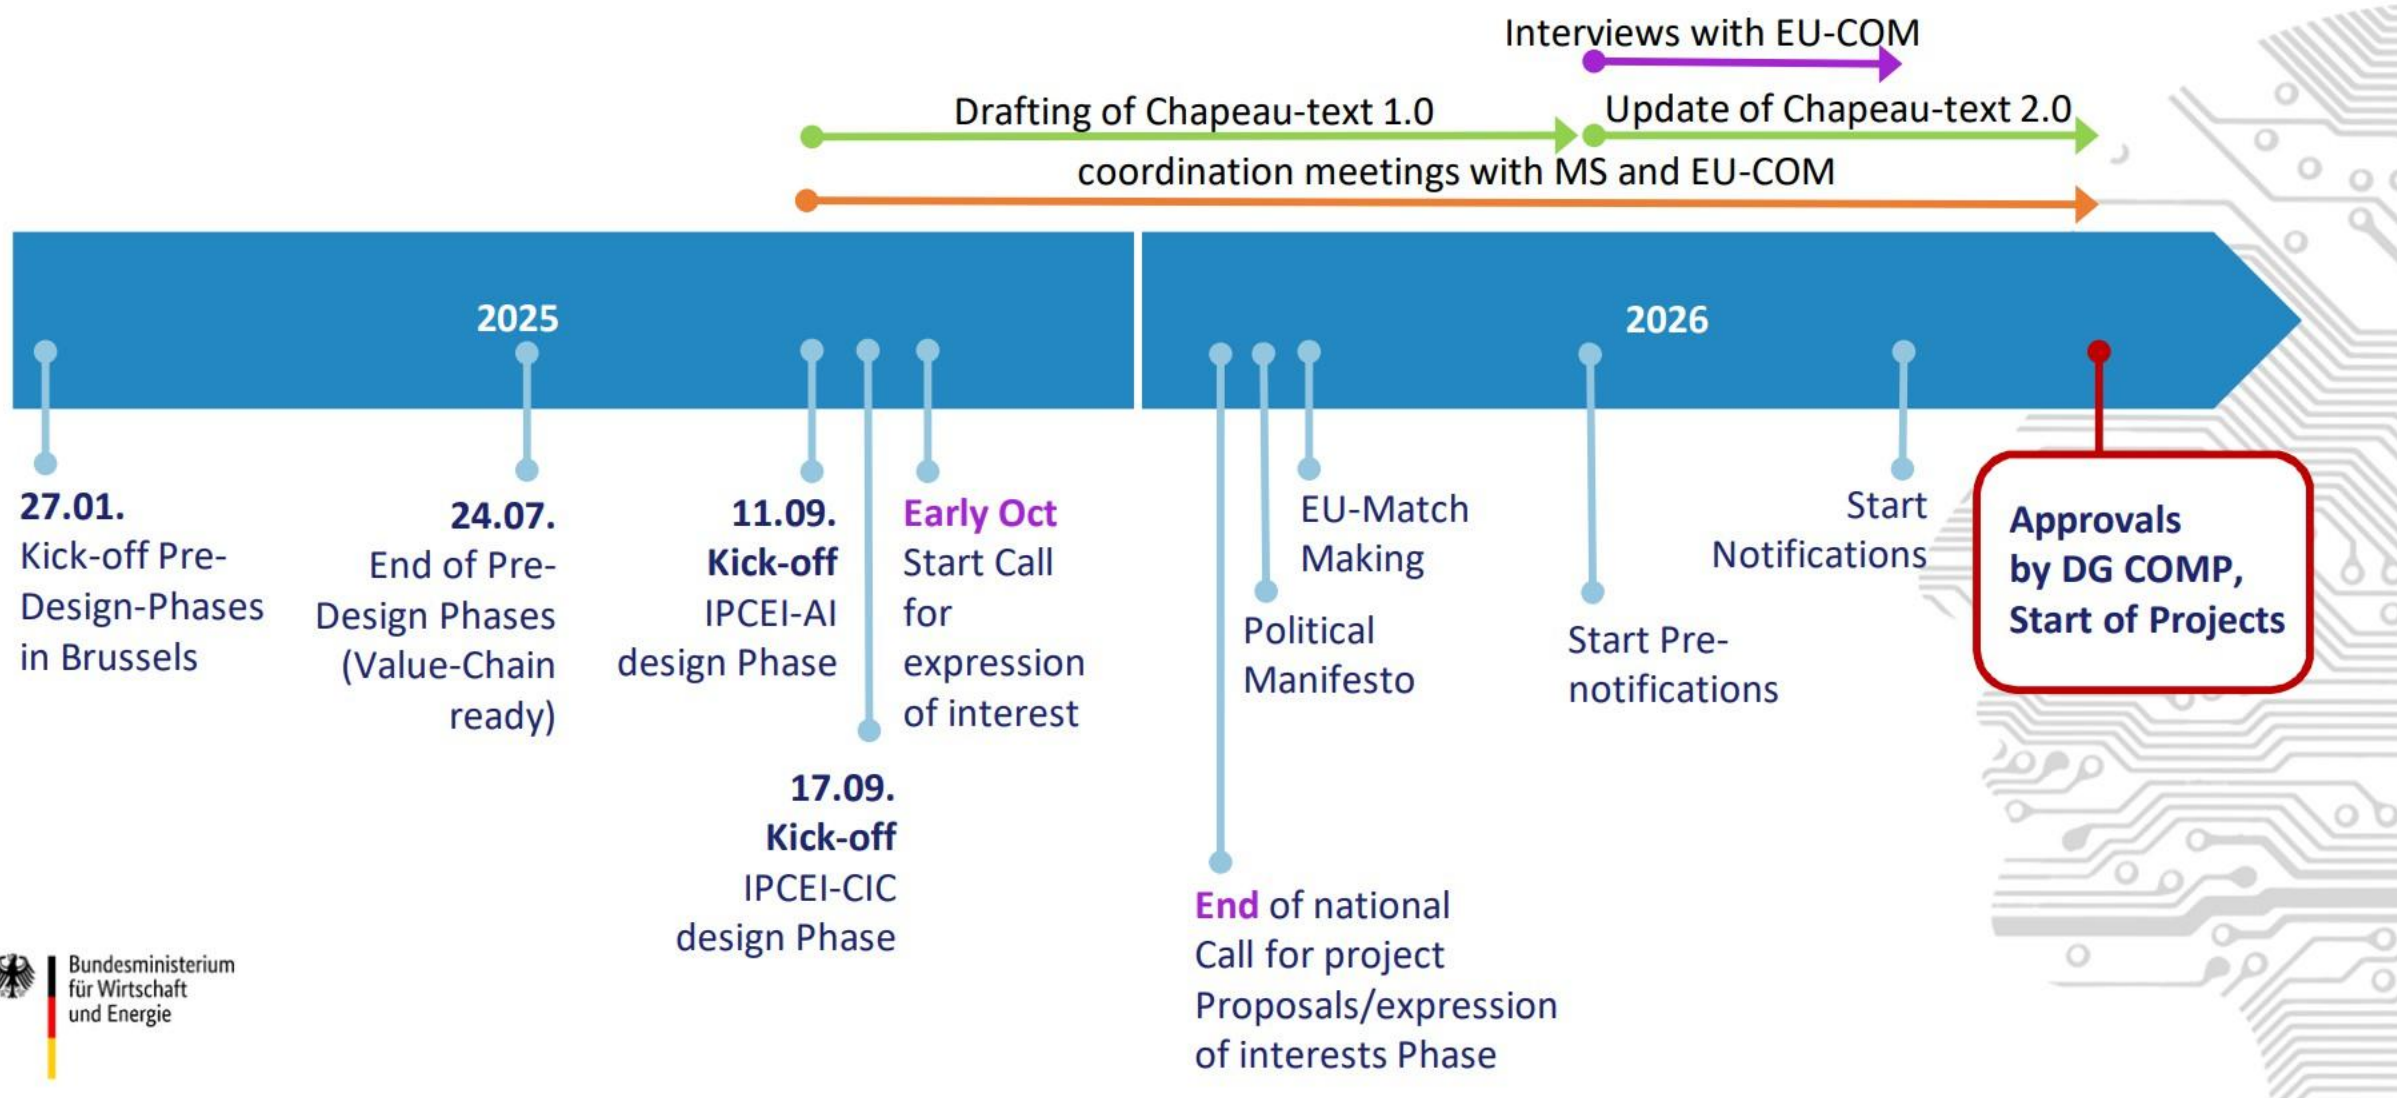 Interviews with EU-COM
Drafting of Chapeau-text 1.0
Update of Chapeau-text 2.0
coordination meetings with MS and EU-COM
2025
2026
27.01.
Kick-off Pre-
Design-Phases
in Brussels
24.07.
End of Pre-
Design Phases
(Value-Chain
ready)
11.09.
Kick-off
IPCEI-AI
design Phase
17.09.
Kick-off
IPCEI-CIC
design Phase
Early Oct
Start Call
for
expression
of interest
End of national
Call for project
Proposals/expression
of interests Phase
Political
Manifesto
EU-Match
Making
Start Pre-
notifications
Start
Notifications
Approvals
by DG COMP,
Start of Projects
Bundesministerium
für Wirtschaft
und Energie